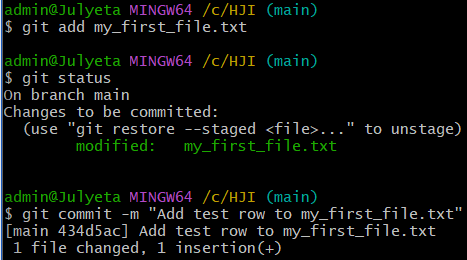 admin@Julyeta MINGW64 /c/HJI (main)
$ git add my_first_file.txt
admin@Julyeta MINGW64 /c/HJI (main)
$ git status
On branch main
Changes to be committed:
  (use "git restore --staged <file>..." to unstage)
        modified:   my_first_file.txt
admin@Julyeta MINGW64 /c/HJI (main)
$ git commit -m "Add test row to my_first_file.txt"
[main 434d5ac] Add test row to my_first_file.txt
 1 file changed, 1 insertion(+)